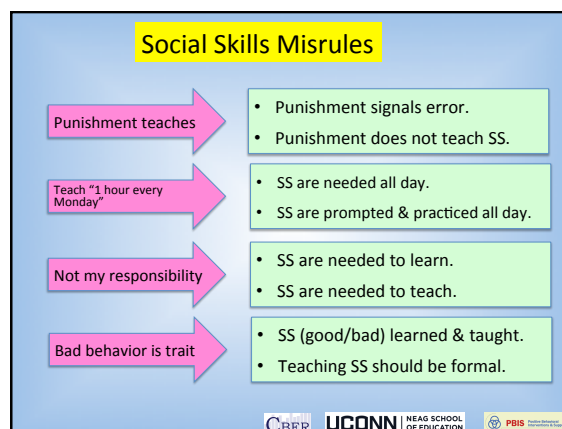 Social Skills Misrules
Punishment teaches
• Punishment signals error.
• Punishment does not teach SS.
Teach “1 hour every
Monday”
• SS are needed all day.
• SS are prompted & practiced all day.
Not my responsibility
• SS are needed to learn.
• SS are needed to teach.
Bad behavior is trait
• SS (good/bad) learned & taught.
• Teaching SS should be formal.
CBER
UCONN
NEAG SCHOOL
OF EDUCATION
PBIS
Positive Behavioral